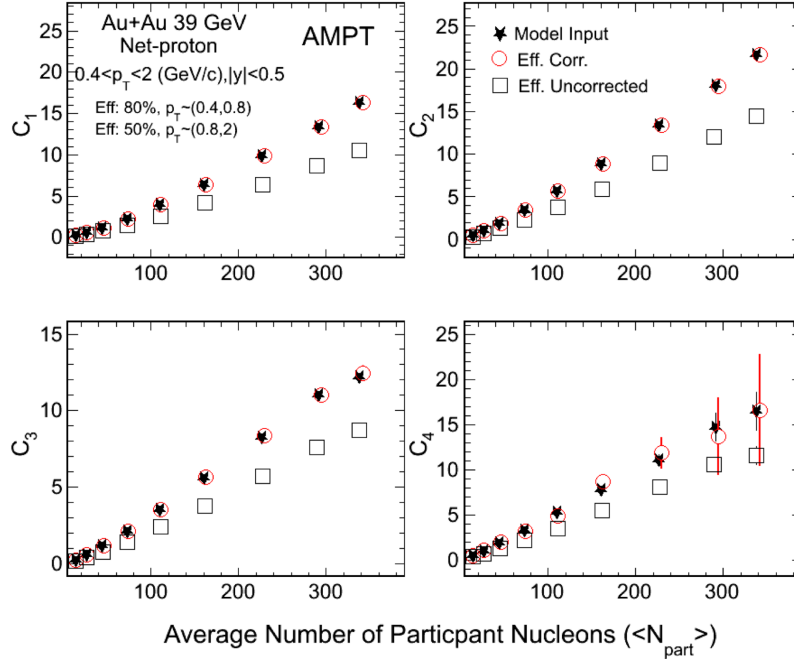 Au+Au 39 GeV
Net-proton
AMPT
0.4<p_T<2 (GeV/c),|y|<0.5
Eff: 80%, p_T~(0.4,0.8)
Eff: 50%, p_T~(0.8,2)
C_1
25
20
15
10
5
0
100
200
300
Model Input
Eff. Corr.
Eff. Uncorrected
C_2
25
20
15
10
5
0
100
200
300
C_3
15
10
5
0
100
200
300
C_4
25
20
15
10
5
0
100
200
300
Average Number of Particpant Nucleons (<N_part>)